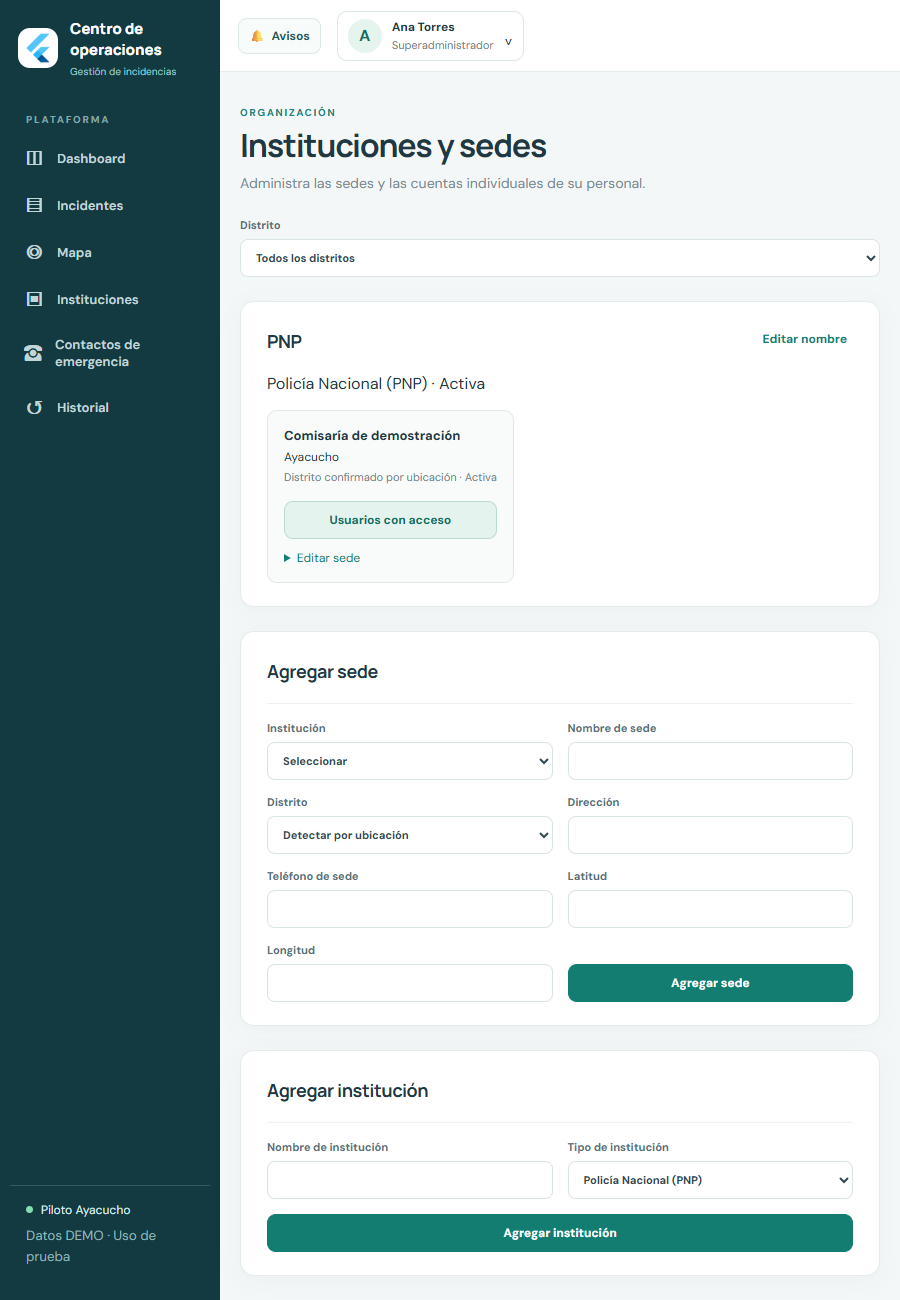 Centro de
operaciones
Gestión de incidencias
PLATAFORMA
Dashboard
Incidentes
Mapa
Instituciones
Contactos de
emergencia
Historial
Piloto Ayacucho
Datos DEMO · Uso de
prueba
Avisos
A
Ana Torres
Superadministrador
v
ORGANIZACIÓN
Instituciones y sedes
Administra las sedes y las cuentas individuales de su personal.
Distrito
Todos los distritos
PNP
Editar nombre
Policía Nacional (PNP) · Activa
Comisaría de demostración
Ayacucho
Distrito confirmado por ubicación · Activa
Usuarios con acceso
Editar sede
Agregar sede
Institución
Nombre de sede
Seleccionar
Distrito
Dirección
Detectar por ubicación
Teléfono de sede
Latitud
Longitud
Agregar sede
Agregar institución
Nombre de institución
Tipo de institución
Policía Nacional (PNP)
Agregar institución